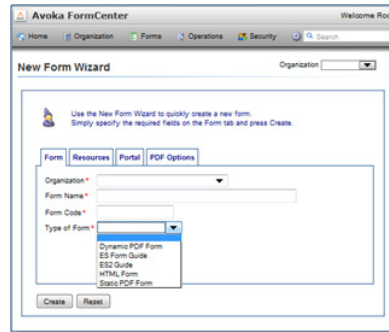 Avoka FormCenter
Welcome Ro
Home Organization Forms Operations Security Search
New Form Wizard
Organization
Use the New Form Wizard to quickly create a new form.
Simply specify the required fields on the Form tab and press Create.
Form Resources Portal PDF Options
Organization *
Form Name *
Form Code *
Type of Form *
Dynamic PDF Form
ES Form Guide
ES2 Guide
HTML Form
Static PDF Form
Create Reset